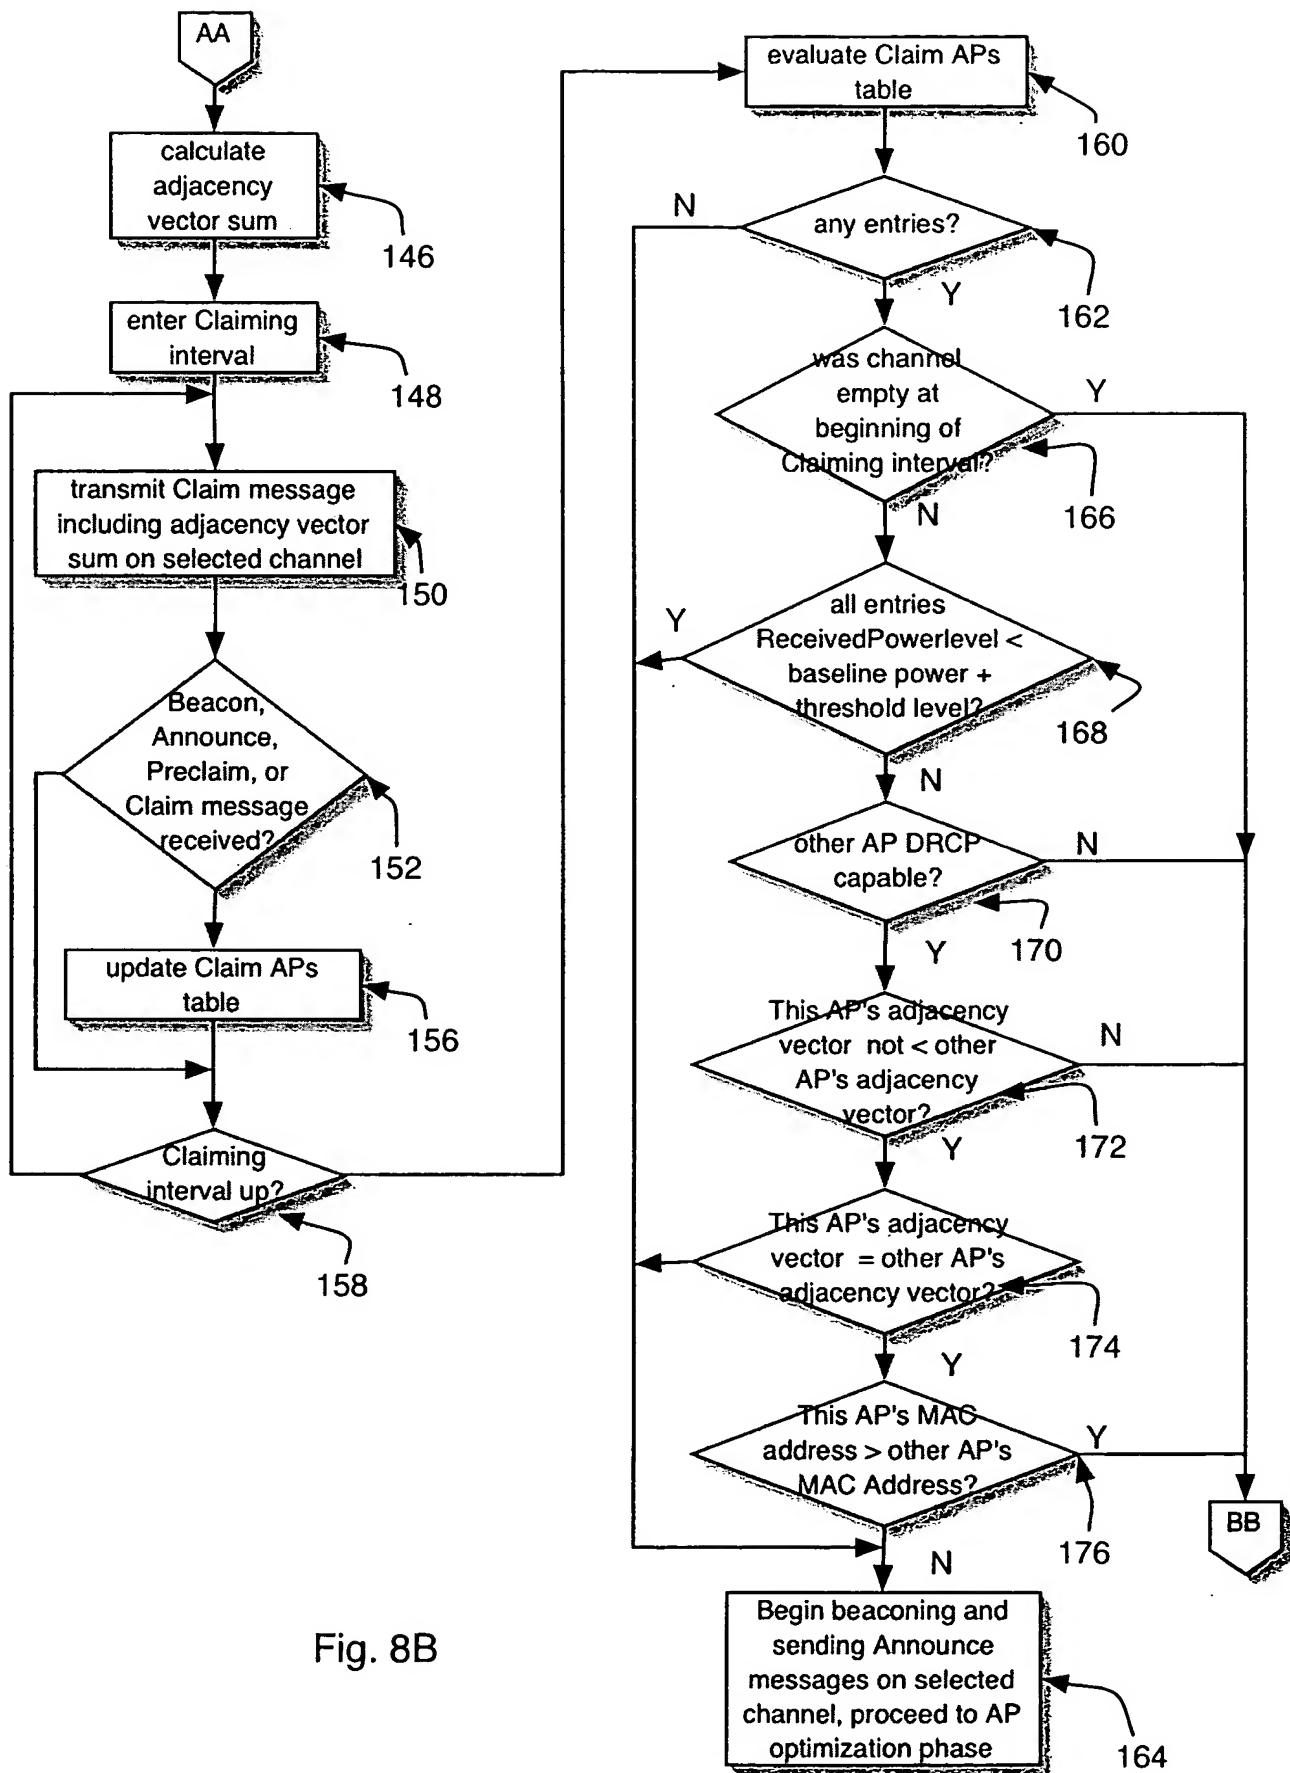 AA
calculate
adjacency
vector sum
146
enter Claiming
interval
148
transmit Claim message
including adjacency vector
sum on selected channel
150
Beacon,
Announce,
Preclaim, or
Claim message
received?
152
update Claim APs
table
156
Claiming
interval up?
158
evaluate Claim APs
table
160
N
any entries?
162
Y
was channel
empty at
beginning of
Claiming interval?
Y
166
N
all entries
ReceivedPowerlevel <
baseline power +
threshold level?
Y
168
N
other AP DRCP
capable?
N
170
Y
This AP's adjacency
vector not < other
AP's adjacency
vector?
N
172
Y
This AP's adjacency
vector = other AP's
adjacency vector?
174
Y
This AP's MAC
address > other AP's
MAC Address?
Y
176
BB
N
Begin beaconing and
sending Announce
messages on selected
channel, proceed to AP
optimization phase
164
Fig. 8B